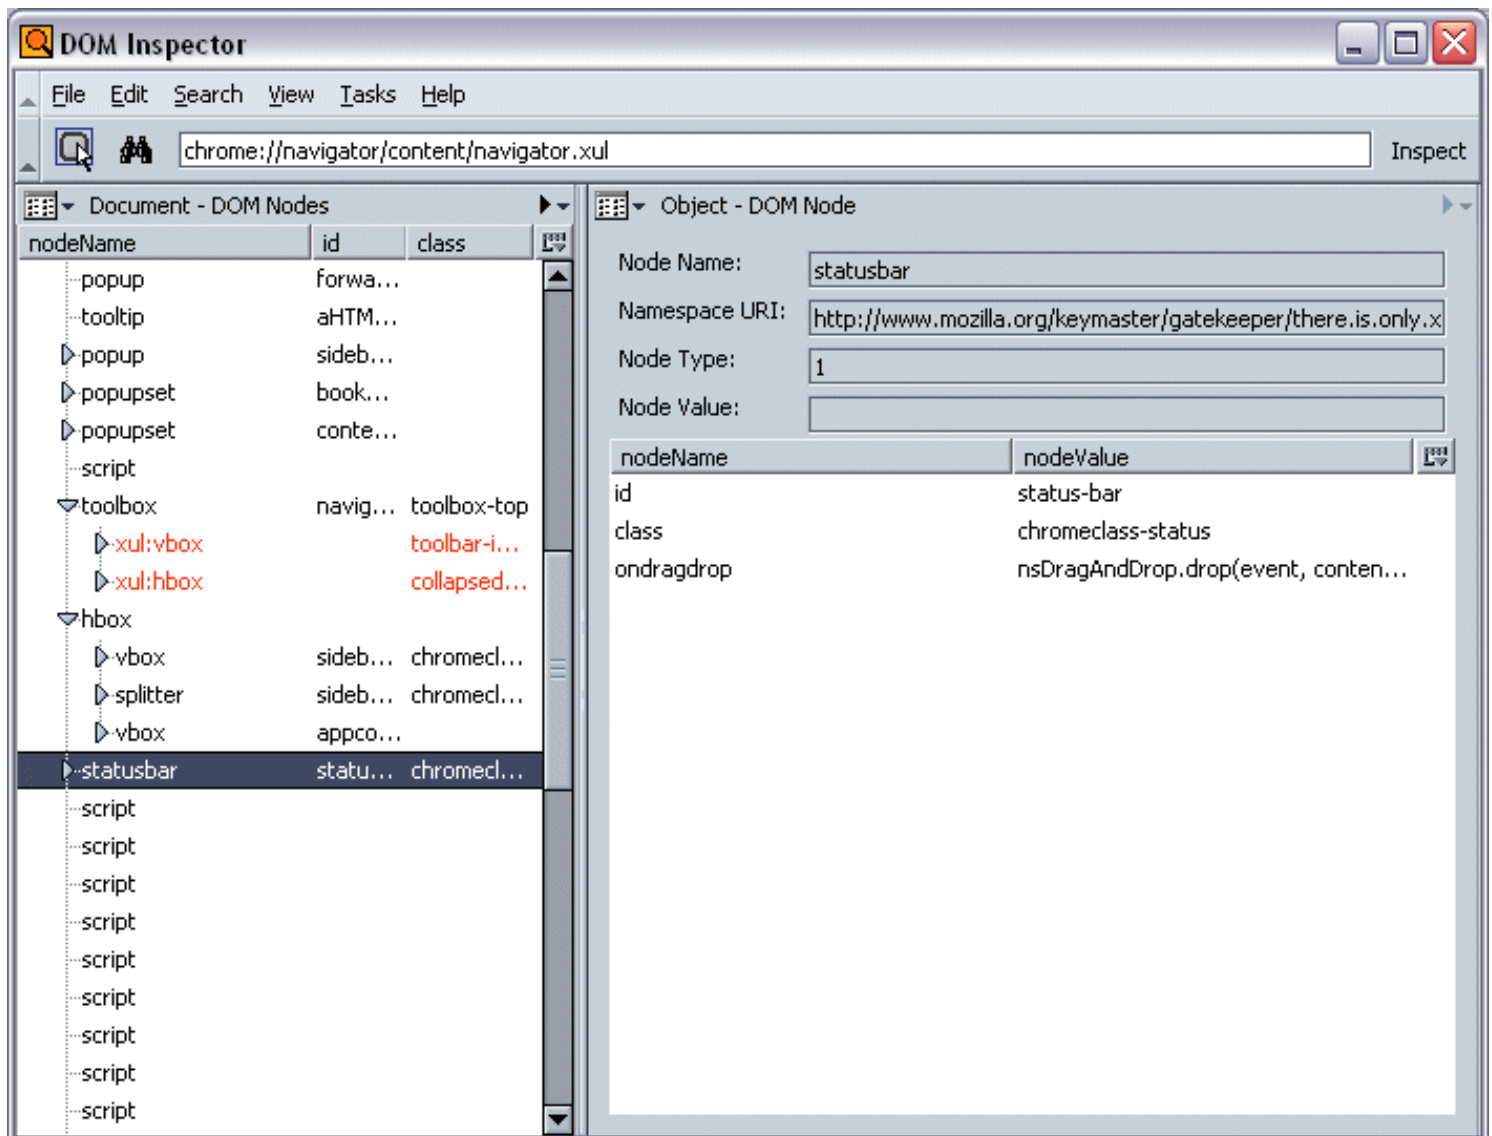 DOM Inspector
File Edit Search View Tasks Help
chrome://navigator/content/navigator.xul Inspect
Document - DOM Nodes
nodeName id class
popup forwa...
tooltip aHTM...
popup sideb...
popupset book...
popupset conte...
script
toolbox navig... toolbox-top
xul:vbox toolbar-i...
xul:hbox collapsed...
hbox
vbox sideb... chromecl...
splitter sideb... chromecl...
vbox appco...
statusbar statu... chromecl...
script
script
script
script
script
script
script
script
script
Object - DOM Node
Node Name: statusbar
Namespace URI: http://www.mozilla.org/keymaster/gatekeeper/there.is.only.x
Node Type: 1
Node Value:
nodeName nodeValue
id status-bar
class chromeclass-status
ondragdrop nsDragAndDrop.drop(event, conten...